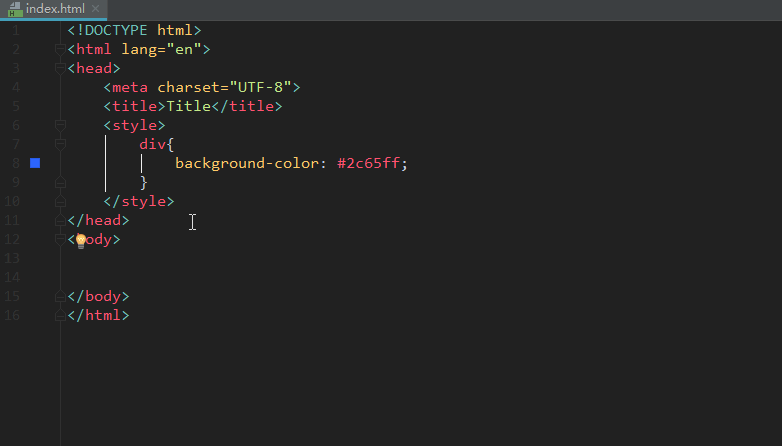 index.html
1 <!DOCTYPE html>
2 <html lang="en">
3 <head>
4 <meta charset="UTF-8">
5 <title>Title</title>
6 <style>
7 div{
8 background-color: #2c65ff;
9 }
10 </style>
11 </head>
12 <body>
13
14
15 </body>
16 </html>